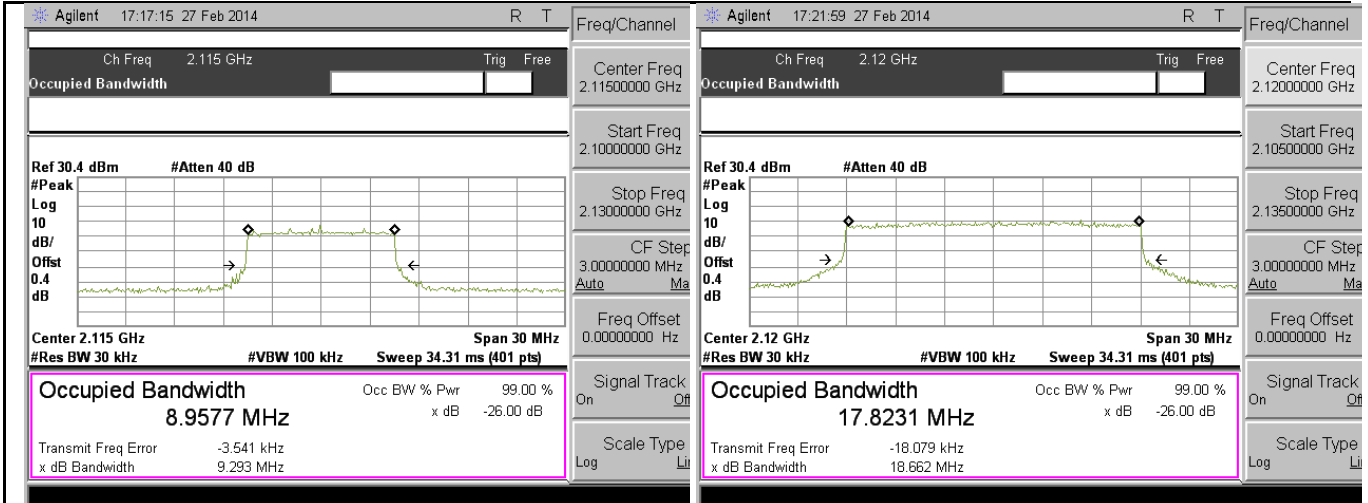 Agilent 17:17:15 27 Feb 2014 R T
Freq/Channel
Ch Freq 2.115 GHz Trig Free
Occupied Bandwidth
Center Freq
2.11500000 GHz
Start Freq
2.10000000 GHz
Ref 30.4 dBm #Atten 40 dB
#Peak
Log
10
dB/
Offst
0.4
dB
Stop Freq
2.13000000 GHz
CF Step
3.00000000 MHz
Auto Ma
Freq Offset
0.00000000 Hz
Center 2.115 GHz Span 30 MHz
#Res BW 30 kHz #VBW 100 kHz Sweep 34.31 ms (401 pts)
Occupied Bandwidth Occ BW % Pwr 99.00 %
8.9577 MHz x dB -26.00 dB
Transmit Freq Error -3.541 kHz
x dB Bandwidth 9.293 MHz
Signal Track
On Off
Scale Type
Log Li
Agilent 17:21:59 27 Feb 2014 R T
Freq/Channel
Ch Freq 2.12 GHz Trig Free
Occupied Bandwidth
Center Freq
2.12000000 GHz
Start Freq
2.10500000 GHz
Ref 30.4 dBm #Atten 40 dB
#Peak
Log
10
dB/
Offst
0.4
dB
Stop Freq
2.13500000 GHz
CF Step
3.00000000 MHz
Auto Ma
Freq Offset
0.00000000 Hz
Center 2.12 GHz Span 30 MHz
#Res BW 30 kHz #VBW 100 kHz Sweep 34.31 ms (401 pts)
Occupied Bandwidth Occ BW % Pwr 99.00 %
17.8231 MHz x dB -26.00 dB
Transmit Freq Error -18.079 kHz
x dB Bandwidth 18.662 MHz
Signal Track
On Off
Scale Type
Log Li